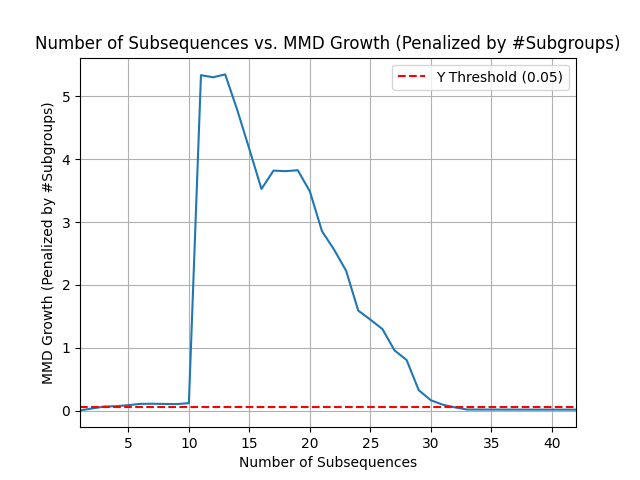 Number of Subsequences vs. MMD Growth (Penalized by #Subgroups)
Y Threshold (0.05)
MMD Growth (Penalized by #Subgroups)
5
4
3
2
1
0
5 10 15 20 25 30 35 40
Number of Subsequences